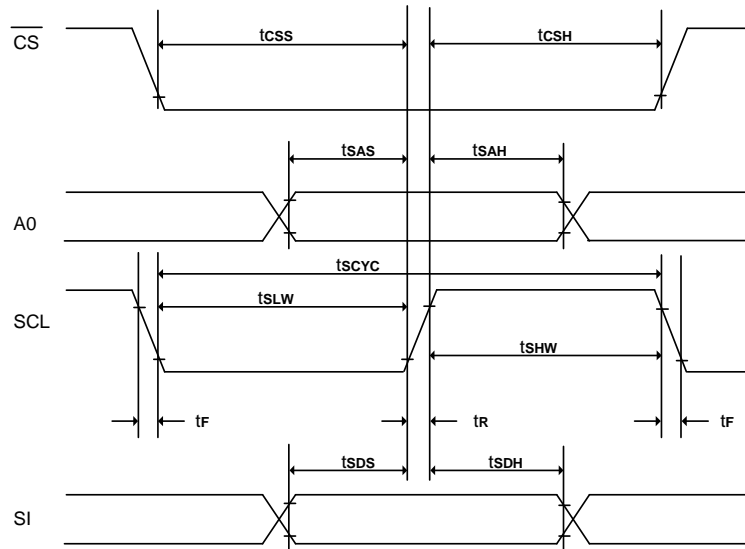 CS
tCSS
tCSH
tSAS
tSAH
A0
tSCYC
tSLW
SCL
tSHW
tF
tR
tF
tSDS
tSDH
SI